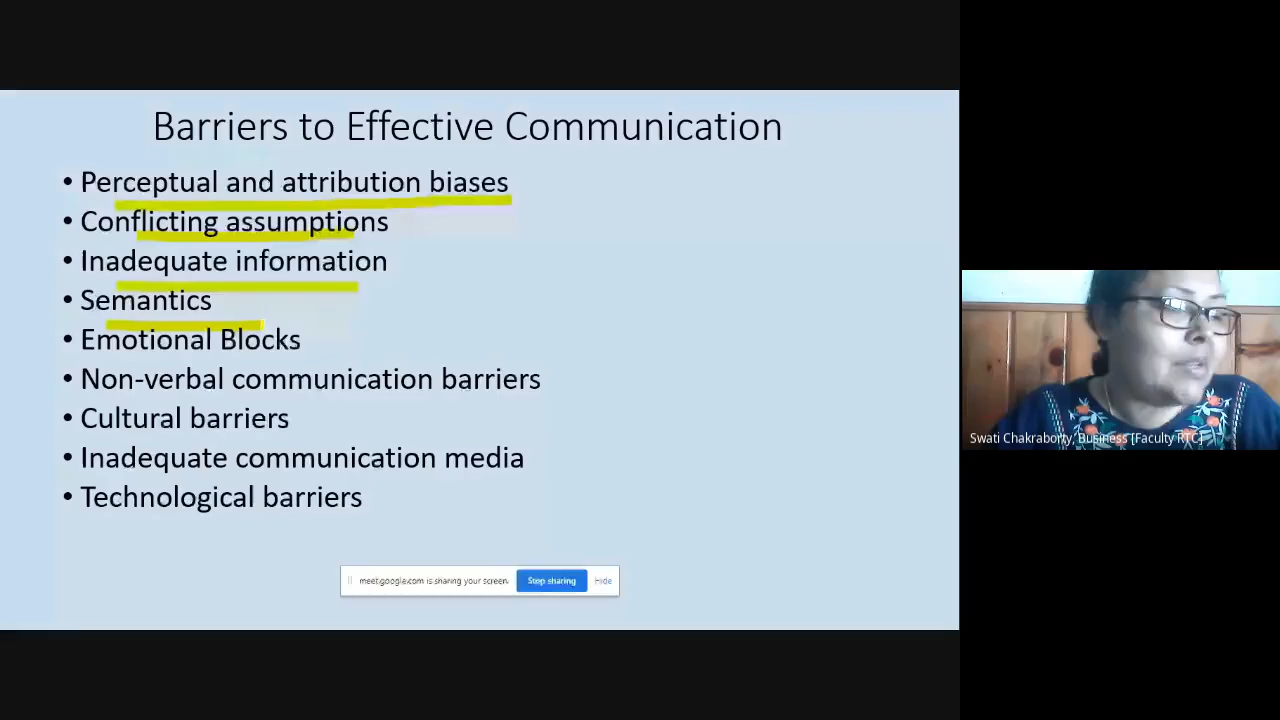 Barriers to Effective Communication
• Perceptual and attribution biases
• Conflicting assumptions
• Inadequate information
• Semantics
• Emotional Blocks
• Non-verbal communication barriers
• Cultural barriers
• Inadequate communication media
• Technological barriers
meet.google.com is sharing your screen. Stop sharing Hide
Swati Chakraborty, Business [Faculty RTC]